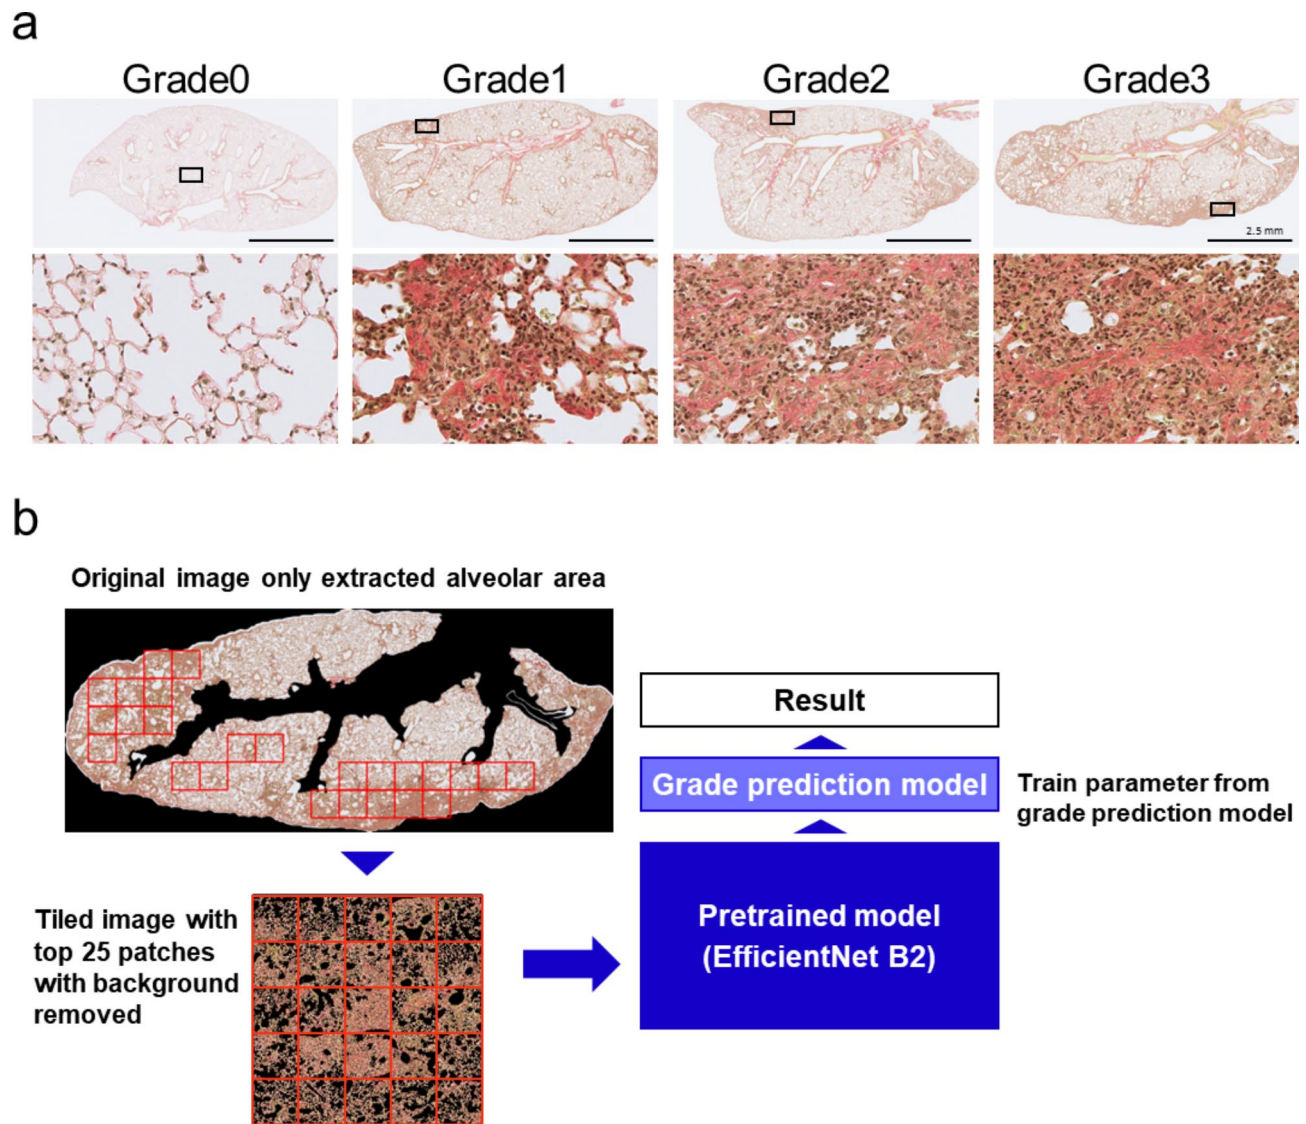 a
Grade0
Grade1
Grade2
Grade3
2.5 mm
b
Original image only extracted alveolar area
Result
Grade prediction model
Train parameter from
grade prediction model
Pretrained model
(EfficientNet B2)
Tiled image with
top 25 patches
with background
removed